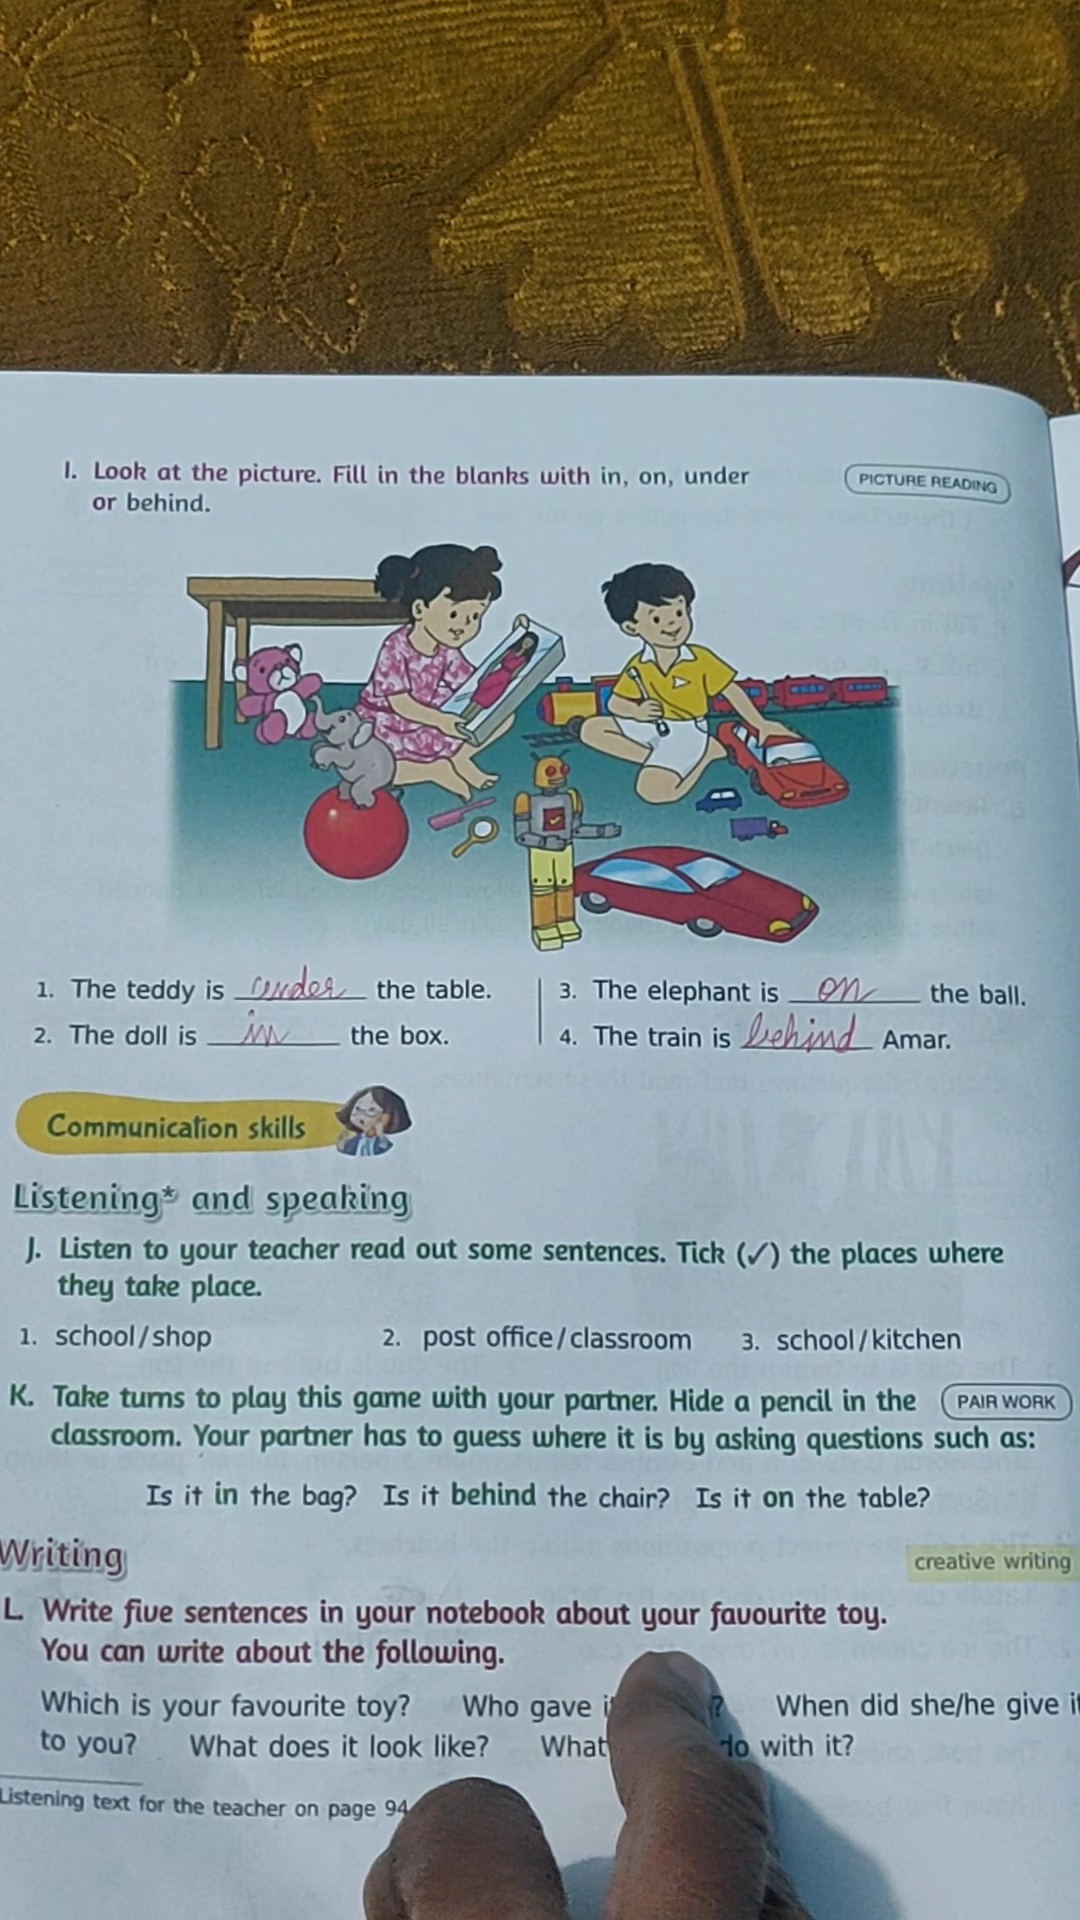 I. Look at the picture. Fill in the blanks with in, on, under
or behind.
PICTURE READING
1. The teddy is under the table.
2. The doll is in the box.
3. The elephant is on the ball.
4. The train is behind Amar.
Communication skills
Listening* and speaking
J. Listen to your teacher read out some sentences. Tick (✓) the places where
they take place.
1. school/shop 2. post office/classroom 3. school/kitchen
K. Take turns to play this game with your partner. Hide a pencil in the
PAIR WORK
classroom. Your partner has to guess where it is by asking questions such as:
Is it in the bag? Is it behind the chair? Is it on the table?
Writing
creative writing
L. Write five sentences in your notebook about your favourite toy.
You can write about the following.
Which is your favourite toy? Who gave ? When did she/he give it
to you? What does it look like? What do with it?
Listening text for the teacher on page 94